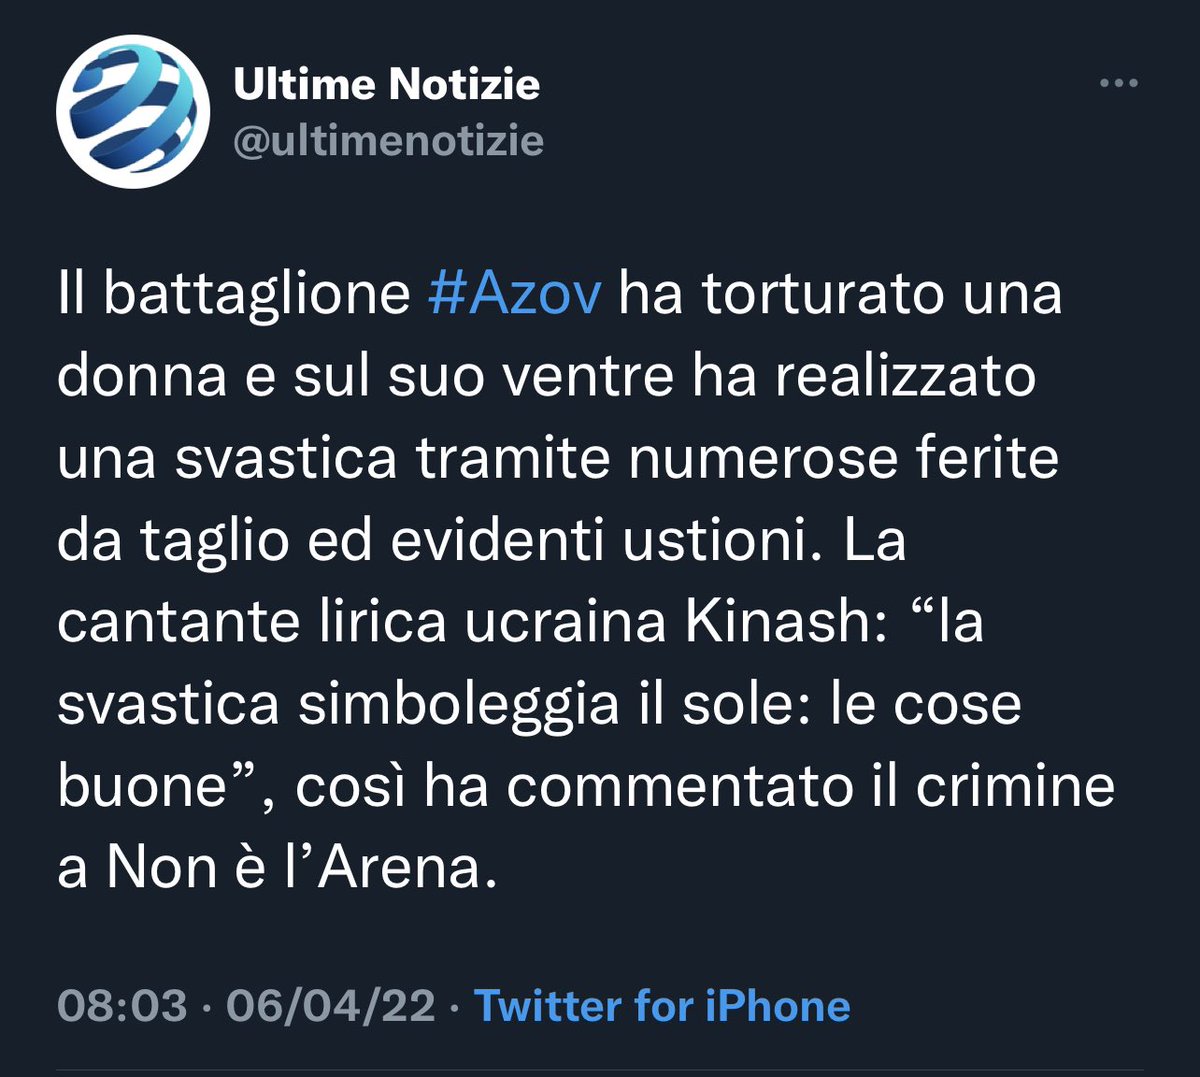 Ultime Notizie
@ultimenotizie
Il battaglione #Azov ha torturato una
donna e sul suo ventre ha realizzato
una svastica tramite numerose ferite
da taglio ed evidenti ustioni. La
cantante lirica ucraina Kinash: “la
svastica simboleggia il sole: le cose
buone”, così ha commentato il crimine
a Non è l’Arena.
08:03 · 06/04/22 · Twitter for iPhone